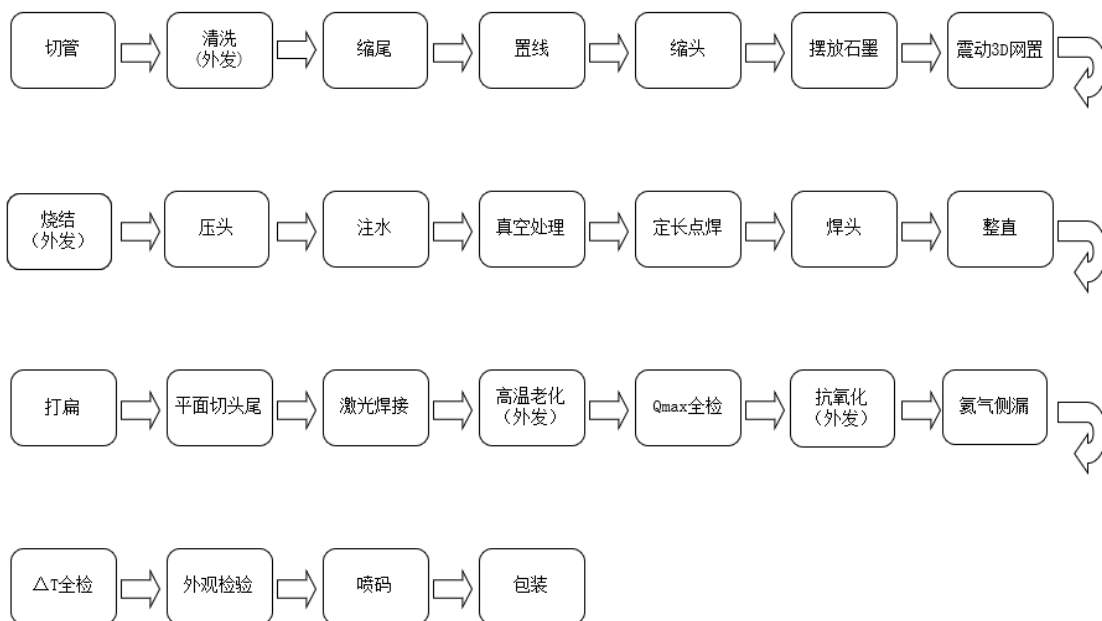 切管
清洗
(外发)
缩尾
置线
缩头
摆放石墨
震动3D网置
烧结
（外发）
压头
注水
真空处理
定长点焊
焊头
整直
打扁
平面切头尾
激光焊接
高温老化
（外发）
Qmax全检
抗氧化
（外发）
氦气侧漏
△T全检
外观检验
喷码
包装